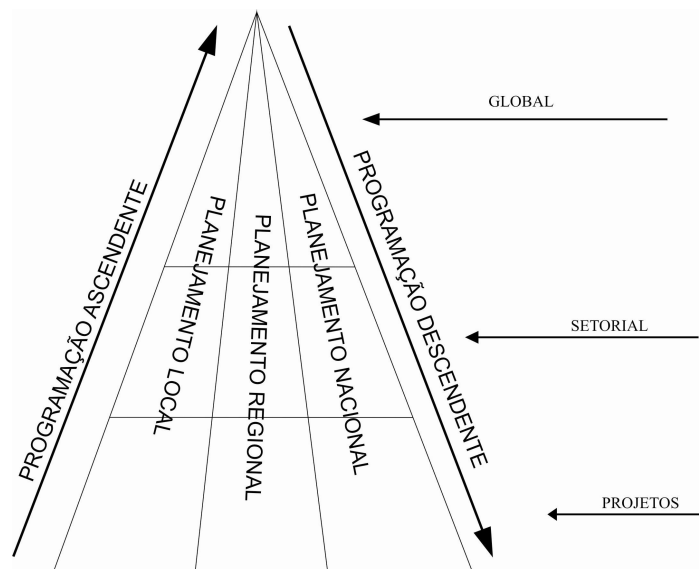 PROGRAMAÇÃO ASCENDENTE
PLANEJAMENTO LOCAL
PLANEJAMENTO REGIONAL
PLANEJAMENTO NACIONAL
PROGRAMAÇÃO DESCENDENTE
GLOBAL
SETORIAL
PROJETOS